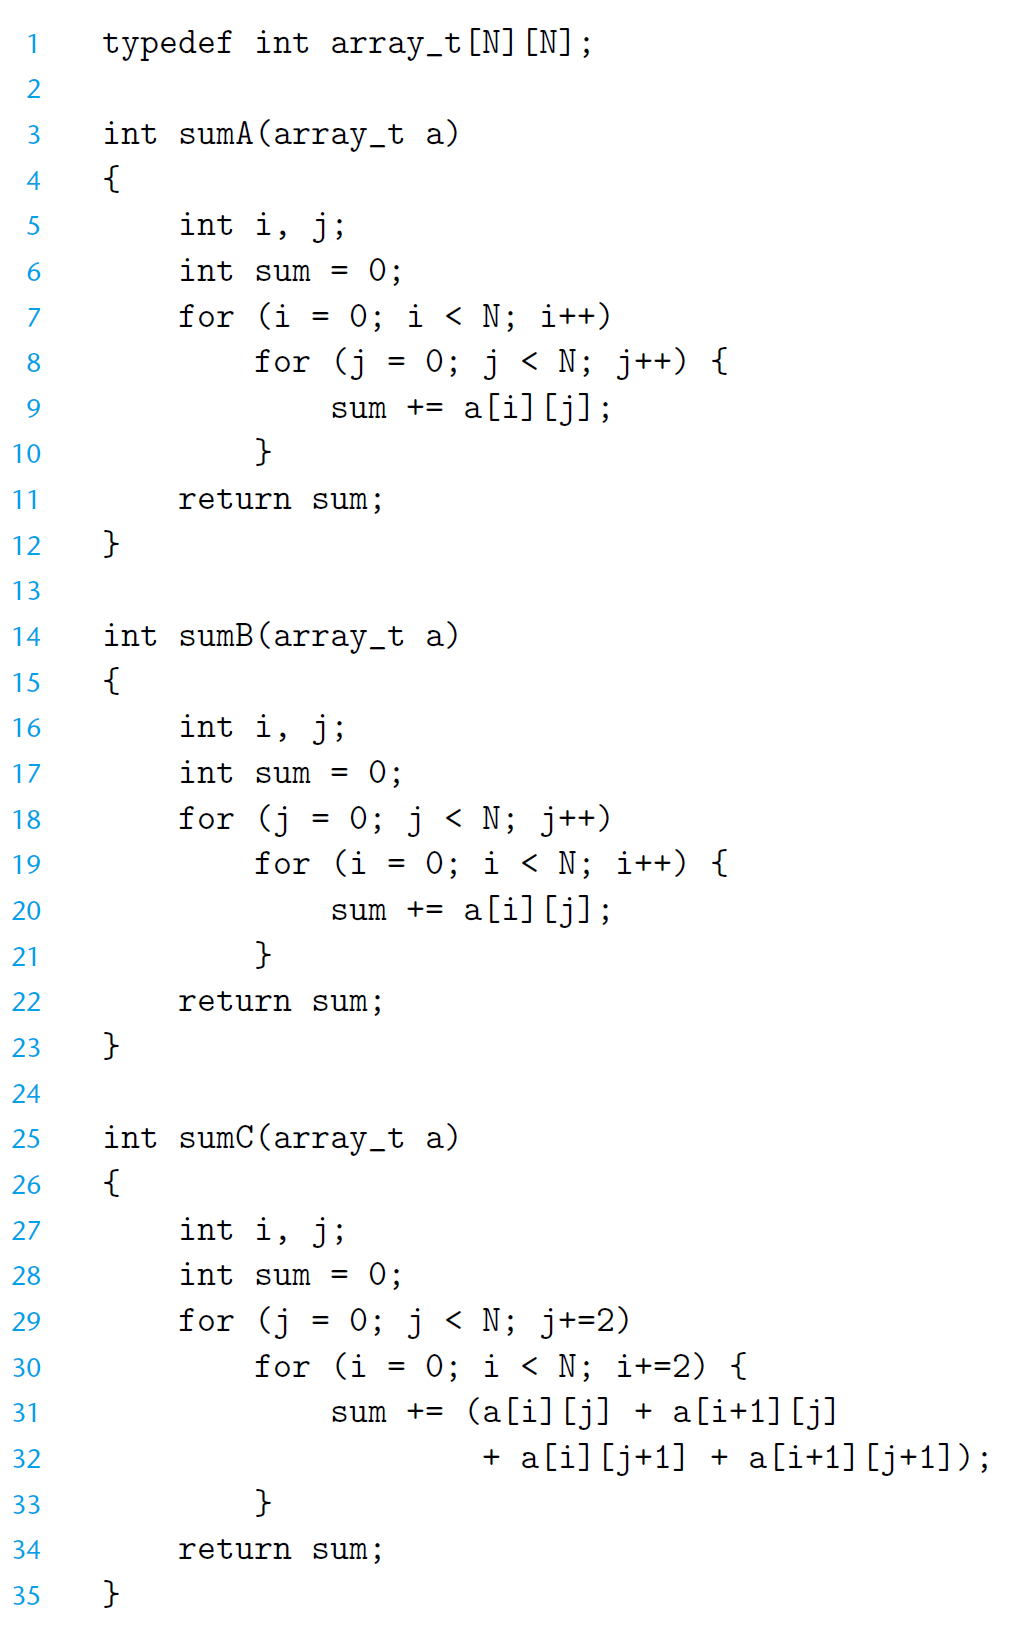 1 typedef int array_t[N][N];
2
3 int sumA(array_t a)
4 {
5     int i, j;
6     int sum = 0;
7     for (i = 0; i < N; i++)
8         for (j = 0; j < N; j++) {
9             sum += a[i][j];
10         }
11     return sum;
12 }
13
14 int sumB(array_t a)
15 {
16     int i, j;
17     int sum = 0;
18     for (j = 0; j < N; j++)
19         for (i = 0; i < N; i++) {
20             sum += a[i][j];
21         }
22     return sum;
23 }
24
25 int sumC(array_t a)
26 {
27     int i, j;
28     int sum = 0;
29     for (j = 0; j < N; j+=2)
30         for (i = 0; i < N; i+=2) {
31             sum += (a[i][j] + a[i+1][j]
32                     + a[i][j+1] + a[i+1][j+1]);
33         }
34     return sum;
35 }